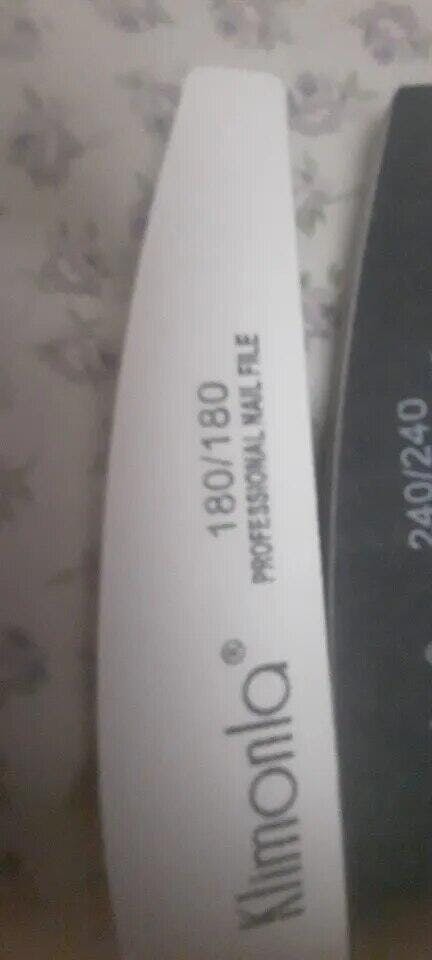 Klimonla®
180/180
PROFESSIONAL NAIL FILE
240/240